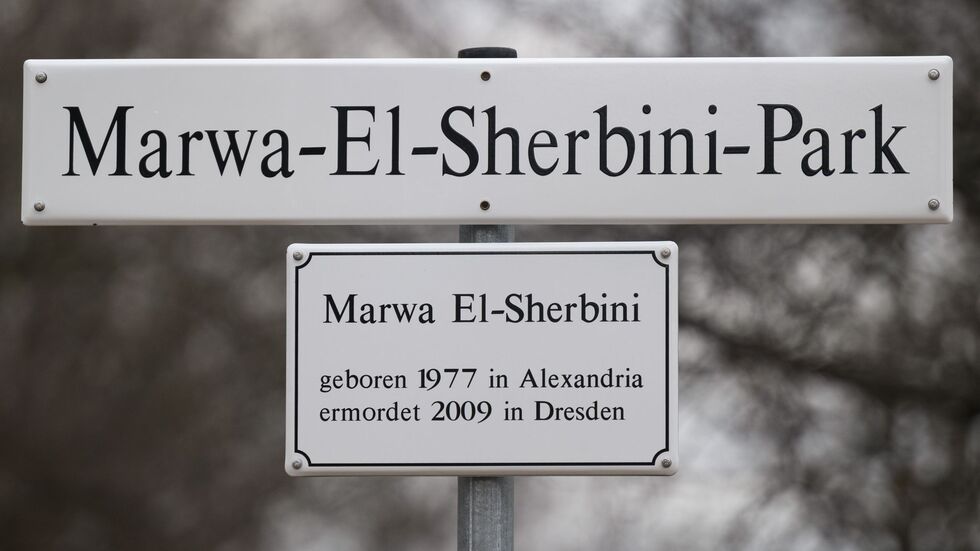 Marwa-El-Sherbini-Park
Marwa El-Sherbini
geboren 1977 in Alexandria
ermordet 2009 in Dresden